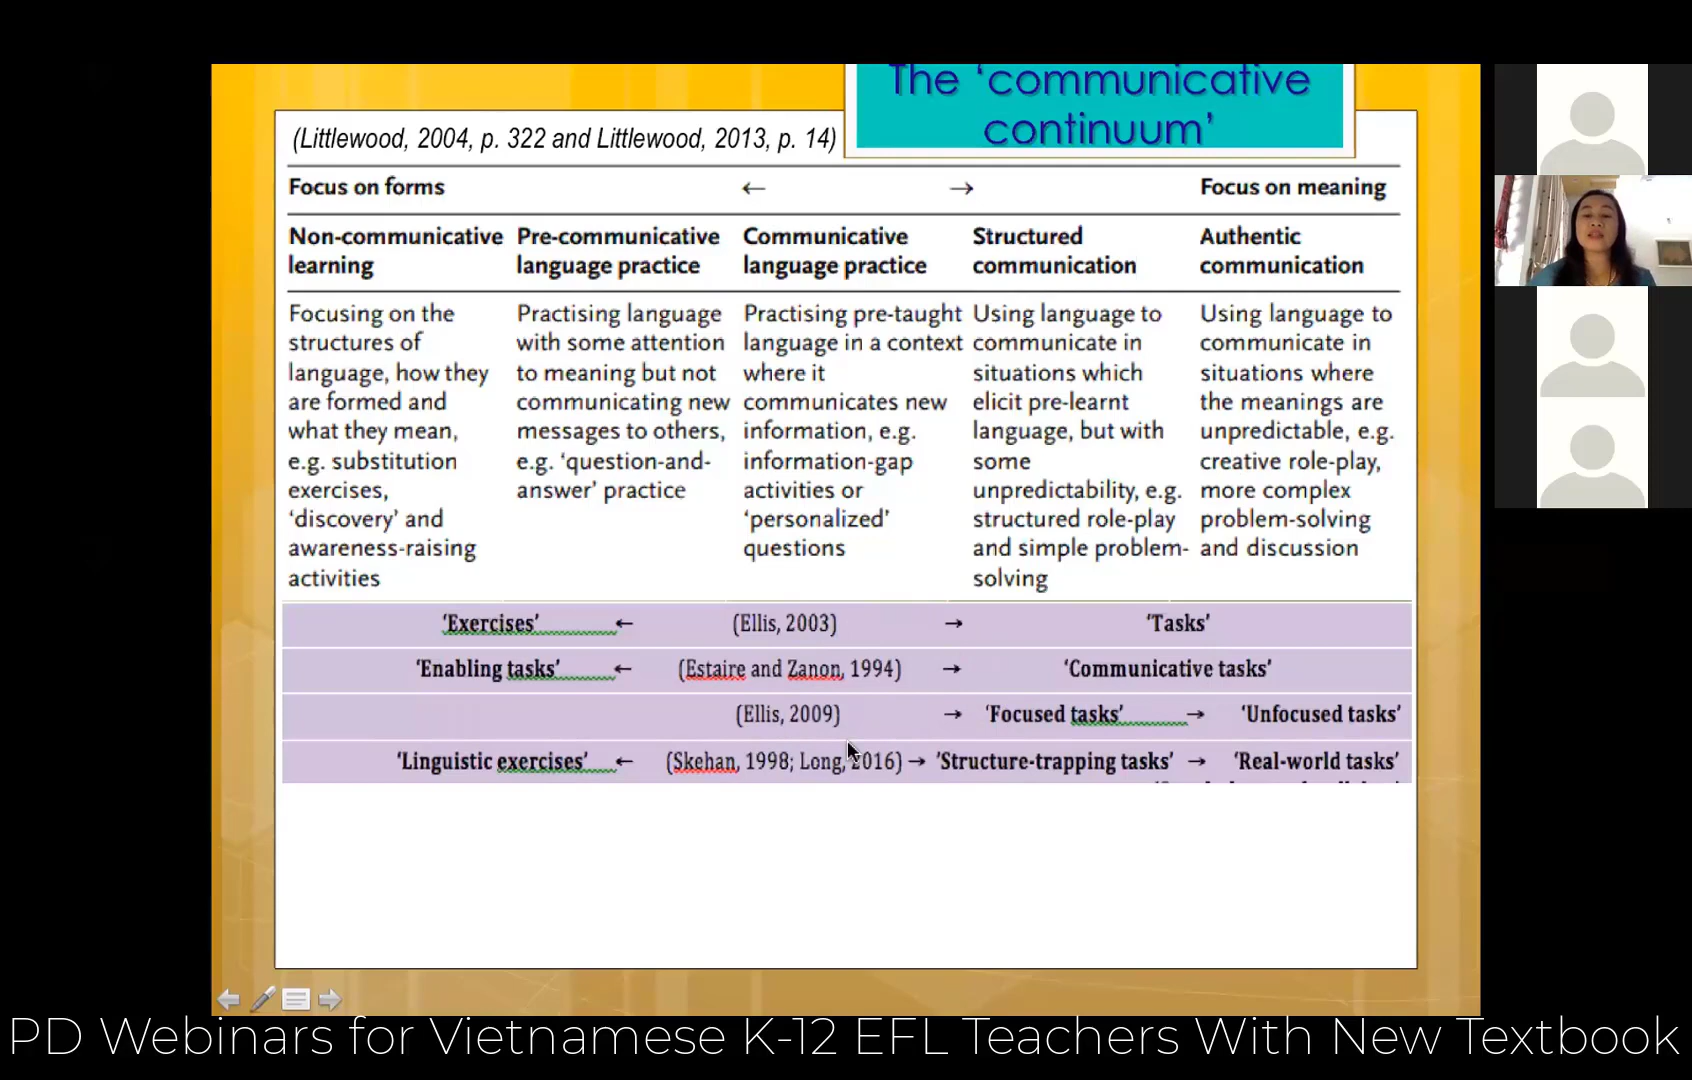 The ‘communicative
continuum’
(Littlewood, 2004, p. 322 and Littlewood, 2013, p. 14)
Focus on forms ← → Focus on meaning
Non-communicative
learning
Pre-communicative
language practice
Communicative
language practice
Structured
communication
Authentic
communication
Focusing on the
structures of
language, how they
are formed and
what they mean,
e.g. substitution
exercises,
‘discovery’ and
awareness-raising
activities
Practising language
with some attention
to meaning but not
communicating new
messages to others,
e.g. ‘question-and-
answer’ practice
Practising pre-taught
language in a context
where it
communicates new
information, e.g.
information-gap
activities or
‘personalized’
questions
Using language to
communicate in
situations which
elicit pre-learnt
language, but with
some
unpredictability, e.g.
structured role-play
and simple problem-
solving
Using language to
communicate in
situations where
the meanings are
unpredictable, e.g.
creative role-play,
more complex
problem-solving
and discussion
‘Exercises’ ← (Ellis, 2003) → ‘Tasks’
‘Enabling tasks’ ← (Estaire and Zanon, 1994) → ‘Communicative tasks’
(Ellis, 2009) → ‘Focused tasks’ → ‘Unfocused tasks’
‘Linguistic exercises’ ← (Skehan, 1998; Long, 2016) → ‘Structure-trapping tasks’ → ‘Real-world tasks’
PD Webinars for Vietnamese K-12 EFL Teachers With New Textbook